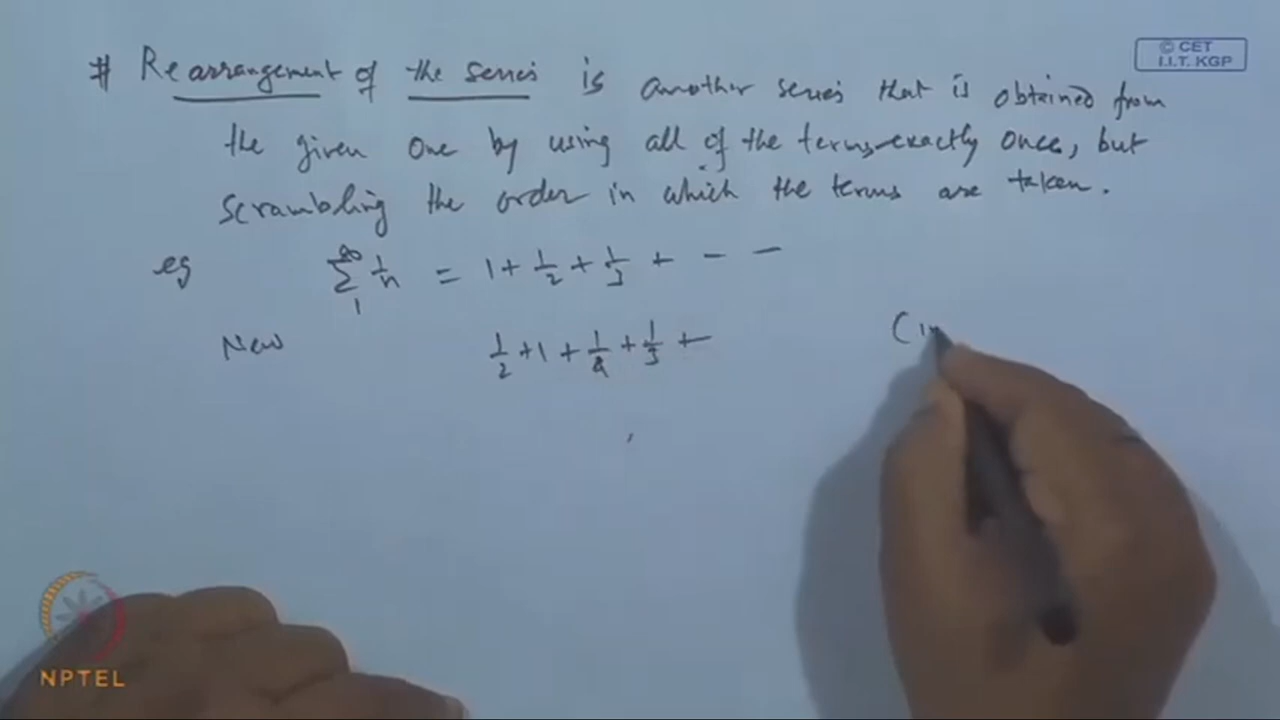 © CET
I.I.T. KGP
# Rearrangement of the series is another series that is obtained from
the given one by using all of the terms exactly once, but
scrambling the order in which the terms are taken.
eg ∑_1^∞ 1/n = 1 + 1/2 + 1/3 + - -
New 1/2 + 1 + 1/4 + 1/3 + -
(in
NPTEL